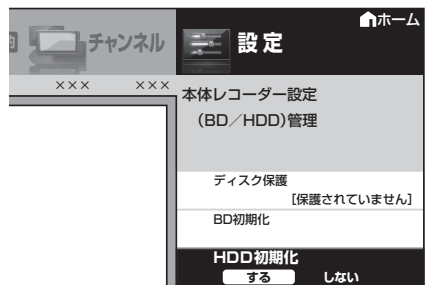 ホーム
チャンネル
設定
××× ×××
本体レコーダー設定
(BD/HDD)管理
ディスク保護
[保護されていません]
BD初期化
HDD初期化
する しない